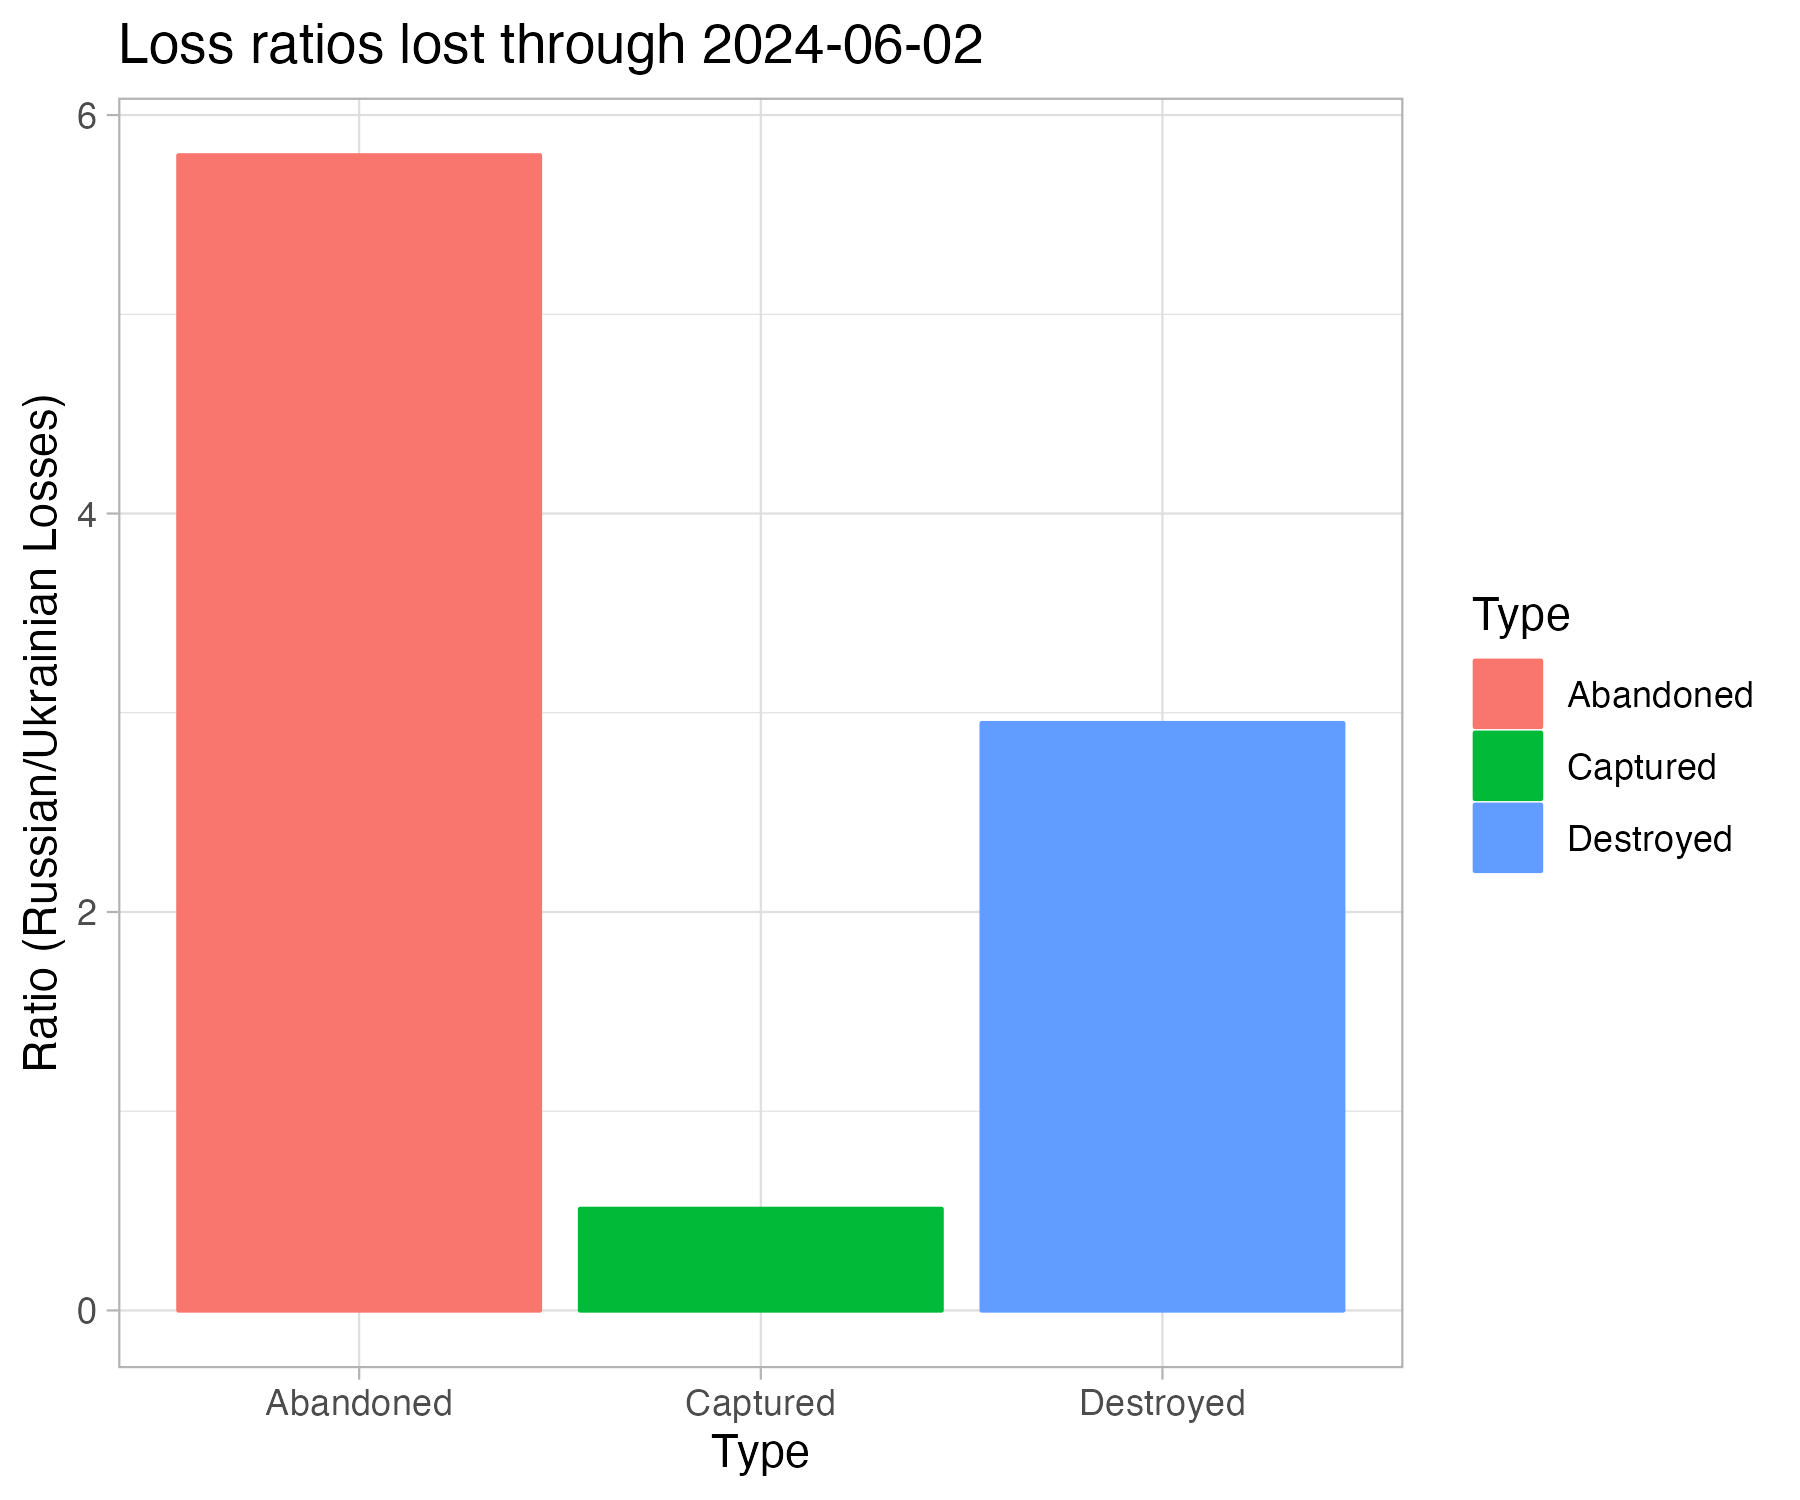 Loss ratios lost through 2024-06-02
Ratio (Russian/Ukrainian Losses)
6
4
2
0
Abandoned
Captured
Destroyed
Type
Type
Abandoned
Captured
Destroyed